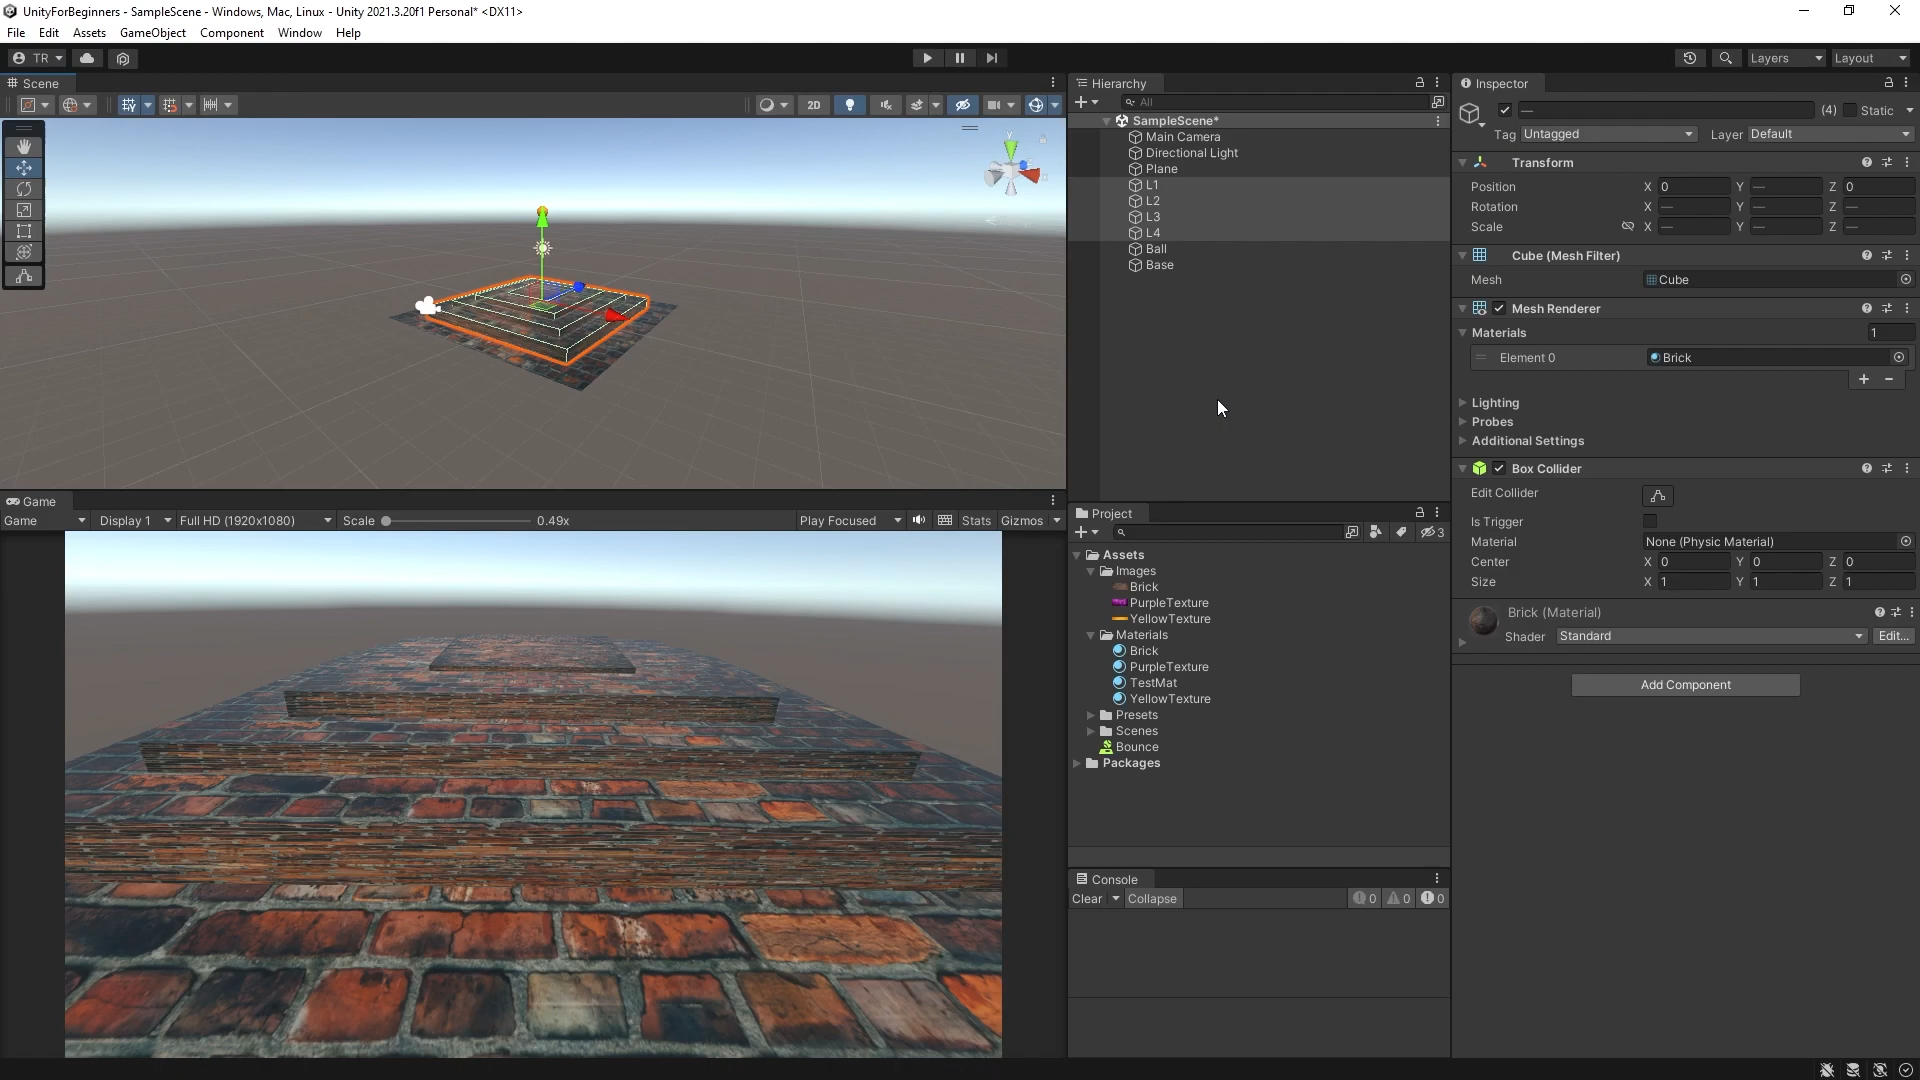 UnityForBeginners - SampleScene - Windows, Mac, Linux - Unity 2021.3.20f1 Personal* <DX11>
File Edit Assets GameObject Component Window Help
TR Layers Layout
Scene
2D
y
Game
Game Display 1 Full HD (1920x1080) Scale 0.49x Play Focused Stats Gizmos
Hierarchy
All
SampleScene*
Main Camera
Directional Light
Plane
L1
L2
L3
L4
Ball
Base
Project
3
Assets
Images
Brick
PurpleTexture
YellowTexture
Materials
Brick
PurpleTexture
TestMat
YellowTexture
Presets
Scenes
Bounce
Packages
Console
Clear Collapse 0 0 0
Inspector
— (4) Static
Tag Untagged Layer Default
Transform
Position X 0 Y — Z 0
Rotation X — Y — Z —
Scale X — Y — Z —
Cube (Mesh Filter)
Mesh Cube
Mesh Renderer
Materials 1
Element 0 Brick
Lighting
Probes
Additional Settings
Box Collider
Edit Collider
Is Trigger
Material None (Physic Material)
Center X 0 Y 0 Z 0
Size X 1 Y 1 Z 1
Brick (Material)
Shader Standard Edit...
Add Component